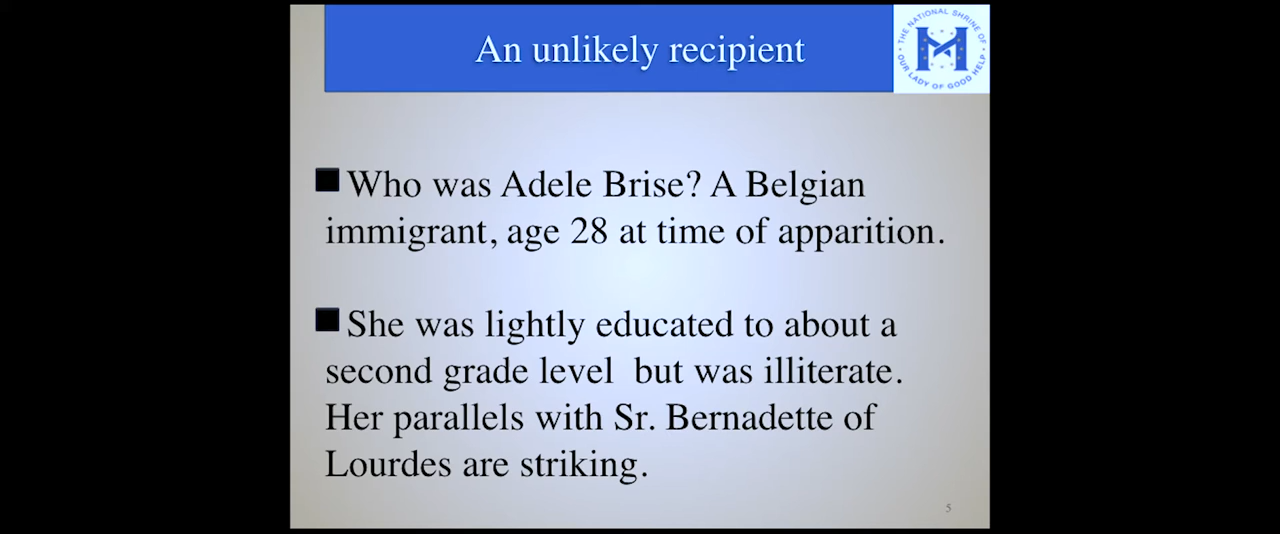 An unlikely recipient
THE NATIONAL SHRINE OF
OUR LADY OF GOOD HELP
Who was Adele Brise? A Belgian
immigrant, age 28 at time of apparition.
She was lightly educated to about a
second grade level  but was illiterate.
Her parallels with Sr. Bernadette of
Lourdes are striking.
5